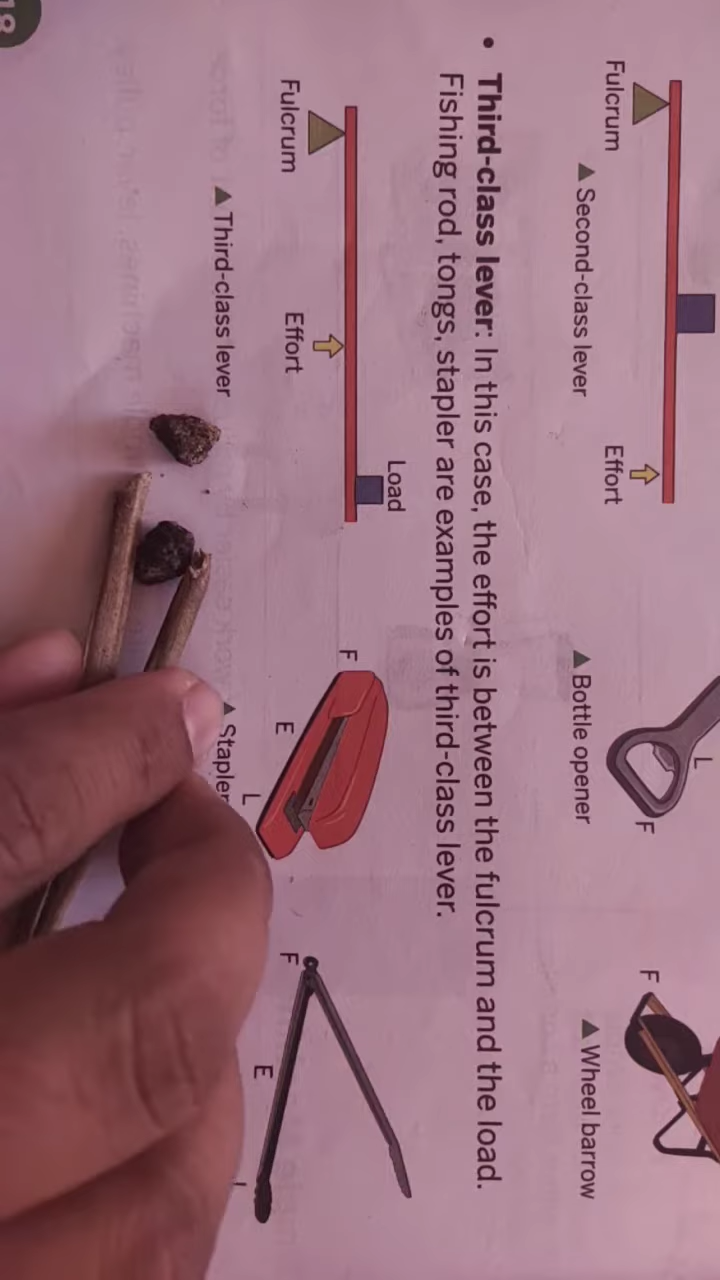 Fulcrum
Effort
▲ Second-class lever
L
F
▲ Bottle opener
F
▲ Wheel barrow
• Third-class lever: In this case, the effort is between the fulcrum and the load.
Fishing rod, tongs, stapler are examples of third-class lever.
Load
Fulcrum
Effort
▲ Third-class lever
F
E
L
▲ Stapler
F
E
18